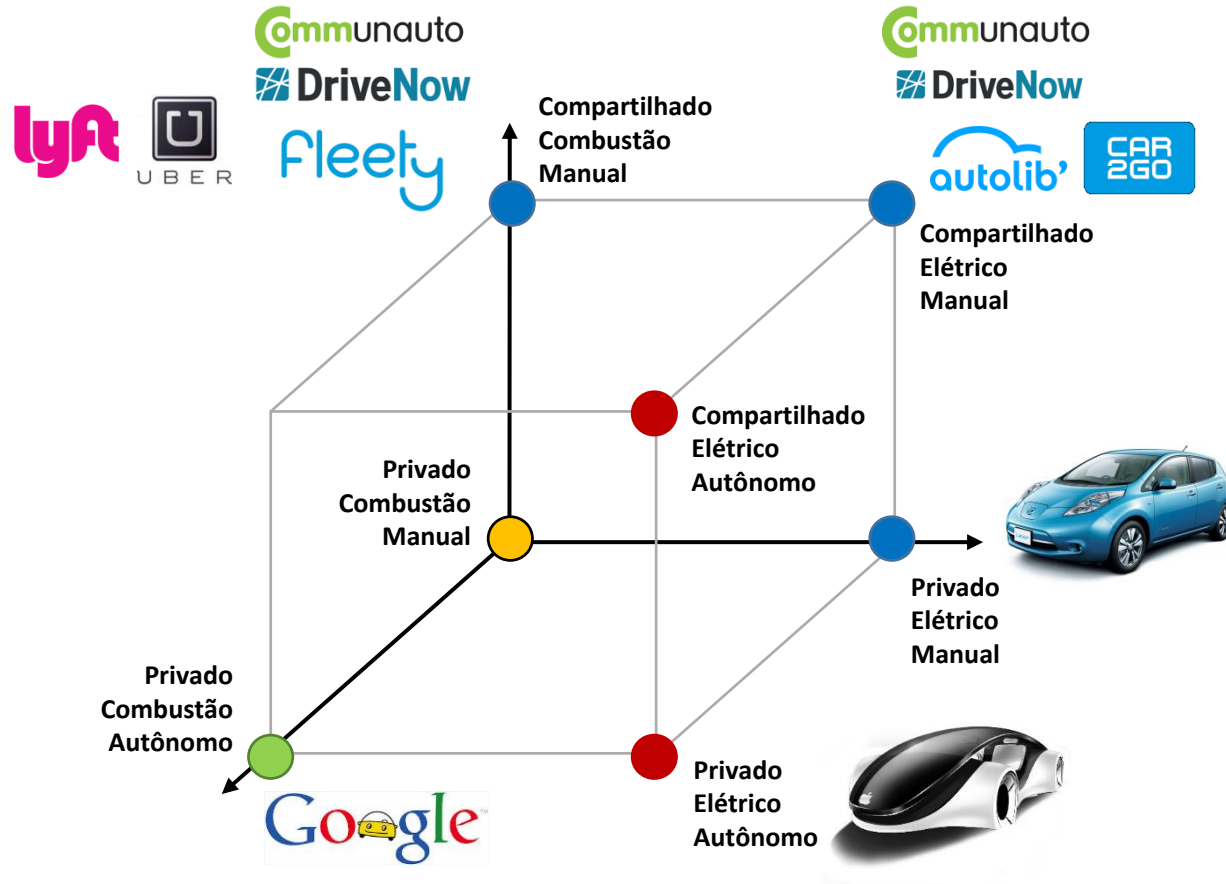 Communauto
DriveNow
lyft
UBER
Fleety
Communauto
DriveNow
autolib'
CAR
2GO
Compartilhado
Combustão
Manual
Compartilhado
Elétrico
Manual
Compartilhado
Elétrico
Autônomo
Privado
Combustão
Manual
Privado
Elétrico
Manual
Privado
Combustão
Autônomo
Privado
Elétrico
Autônomo
Google